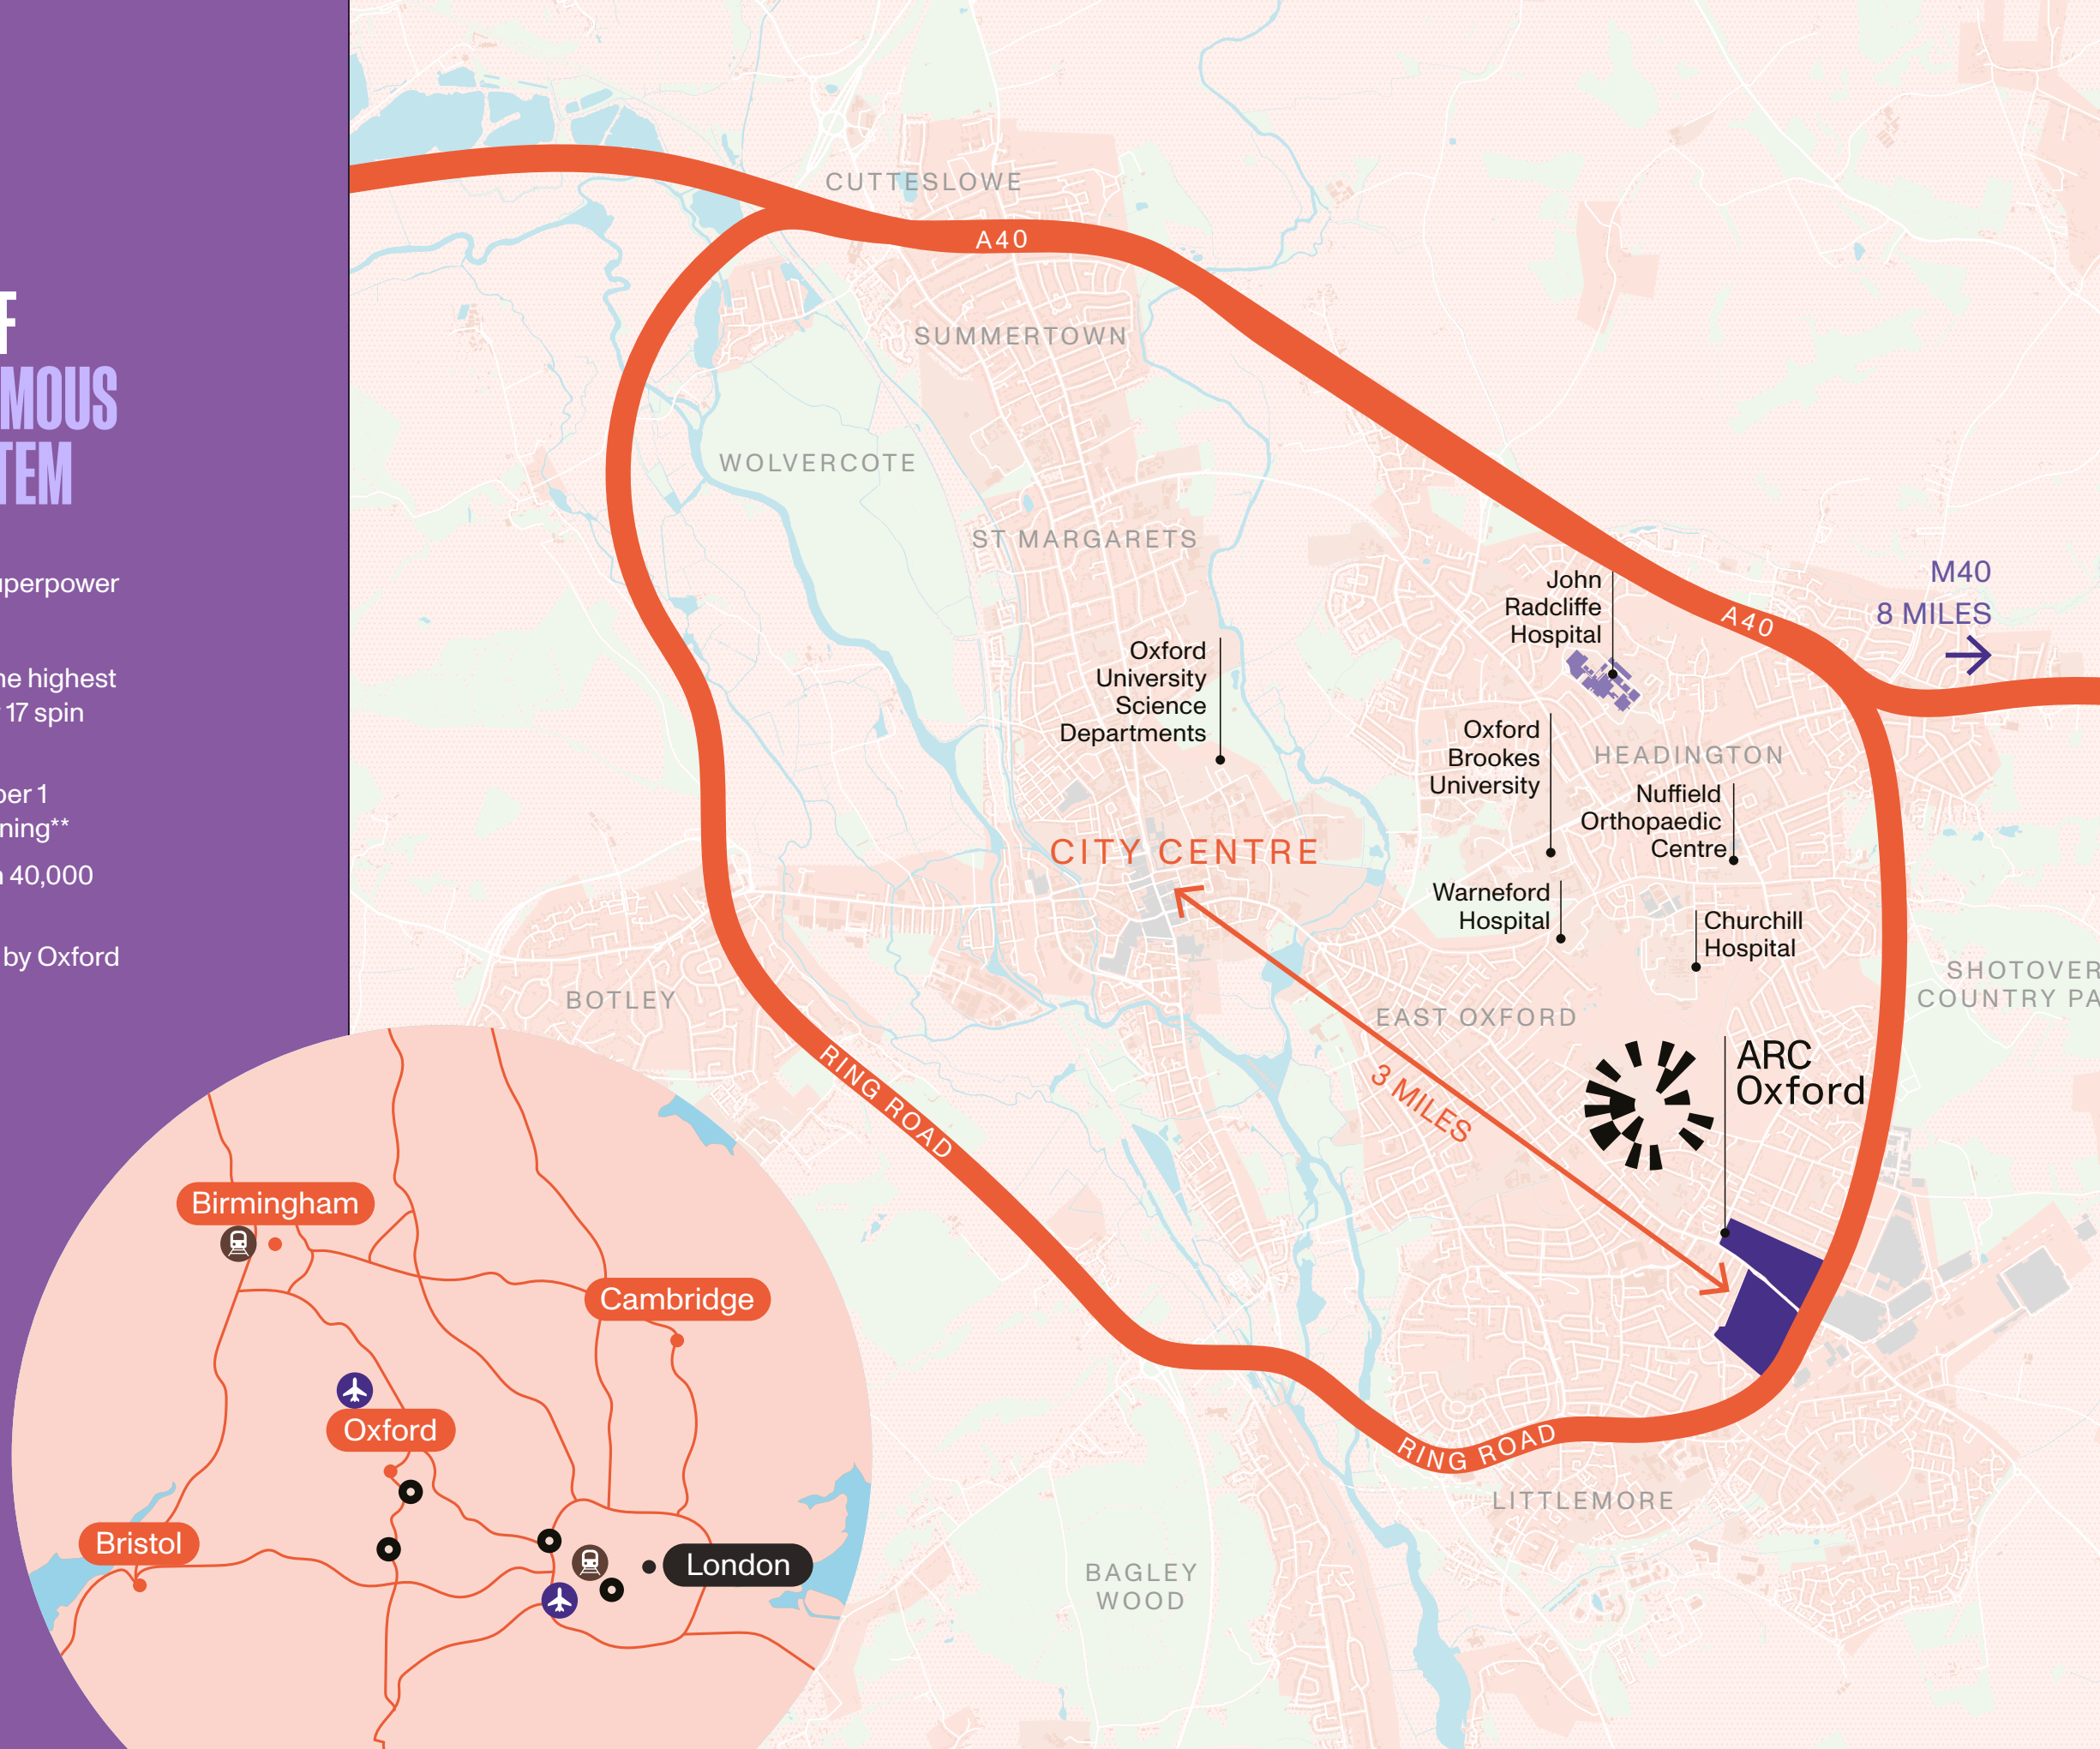 F
MOUS
TEM
uperpower
ne highest
17 spin
per 1
ning**
40,000
by Oxford
CUTTESLOWE
A40
SUMMERTOWN
WOLVERCOTE
ST MARGARETS
John
Radcliffe
Hospital
A40
M40
8 MILES
Oxford
University
Science
Departments
Oxford
Brookes
University
HEADINGTON
Nuffield
Orthopaedic
Centre
CITY CENTRE
Warneford
Hospital
Churchill
Hospital
SHOTOVER
COUNTRY PA
BOTLEY
EAST OXFORD
RING ROAD
3 MILES
ARC
Oxford
RING ROAD
LITTLEMORE
BAGLEY
WOOD
Birmingham
Cambridge
Oxford
Bristol
London